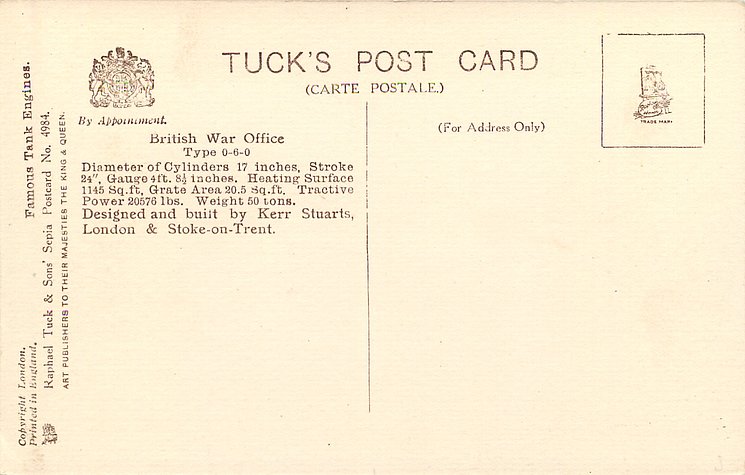 TUCK'S POST CARD
(CARTE POSTALE.)
By Appointment.
British War Office
Type 0-6-0
Diameter of Cylinders 17 inches, Stroke
24", Gauge 4ft. 8½ inches. Heating Surface
1145 Sq.ft, Grate Area 20.5 Sq.ft. Tractive
Power 20576 lbs. Weight 50 tons.
Designed and built by Kerr Stuarts,
London & Stoke-on-Trent.
(For Address Only)
TRADE MARK
Famous Tank Engines.
Raphael Tuck & Sons' Sepia Postcard No. 4984.
ART PUBLISHERS TO THEIR MAJESTIES THE KING & QUEEN.
Copyright London.
Printed in England.